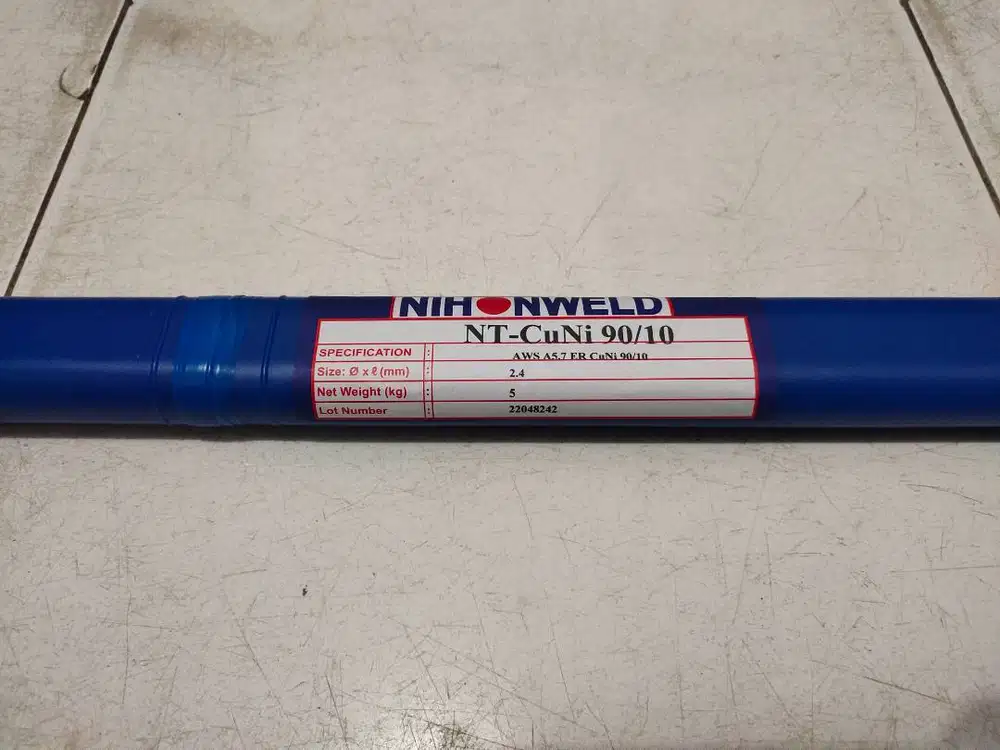 NIHONWELD
NT-CuNi 90/10
SPECIFICATION : AWS A5.7 ER CuNi 90/10
Size: Ø x ℓ (mm) : 2.4
Net Weight (kg) : 5
Lot Number : 22048242